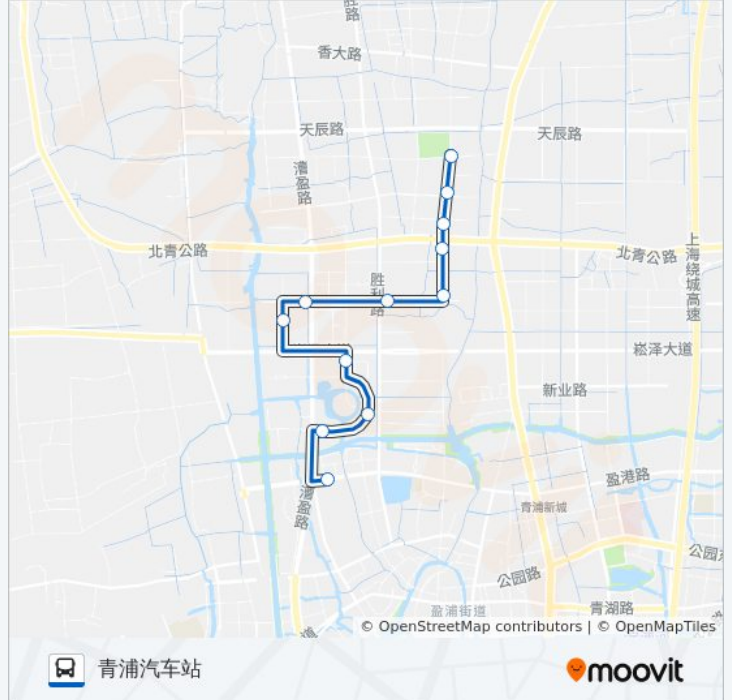 胜
路
香大路
天辰路
天辰路
漕
盈
路
北青公路
上
海
绕
城
高
速
北青公路
胜
利
路
崧泽大道
新业路
盈港路
漕
盈
路
青浦新城
公园路
公园
盈浦街道
青湖路
© OpenStreetMap contributors | © OpenMapTiles
青浦汽车站
moovit